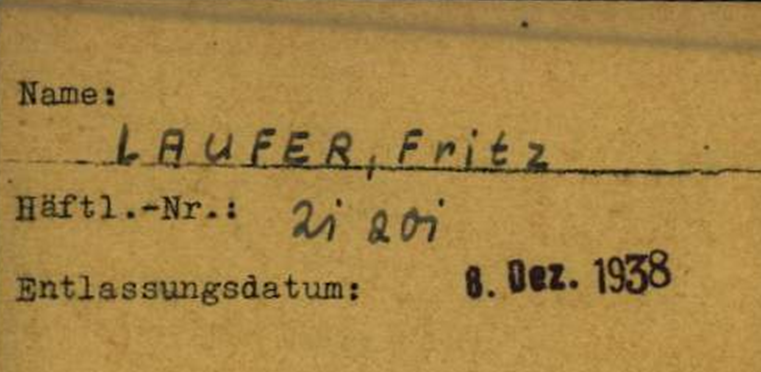 Name:
LAUFER, Fritz
Häftl.-Nr.: 21 201
Entlassungsdatum: 8. Dez. 1938